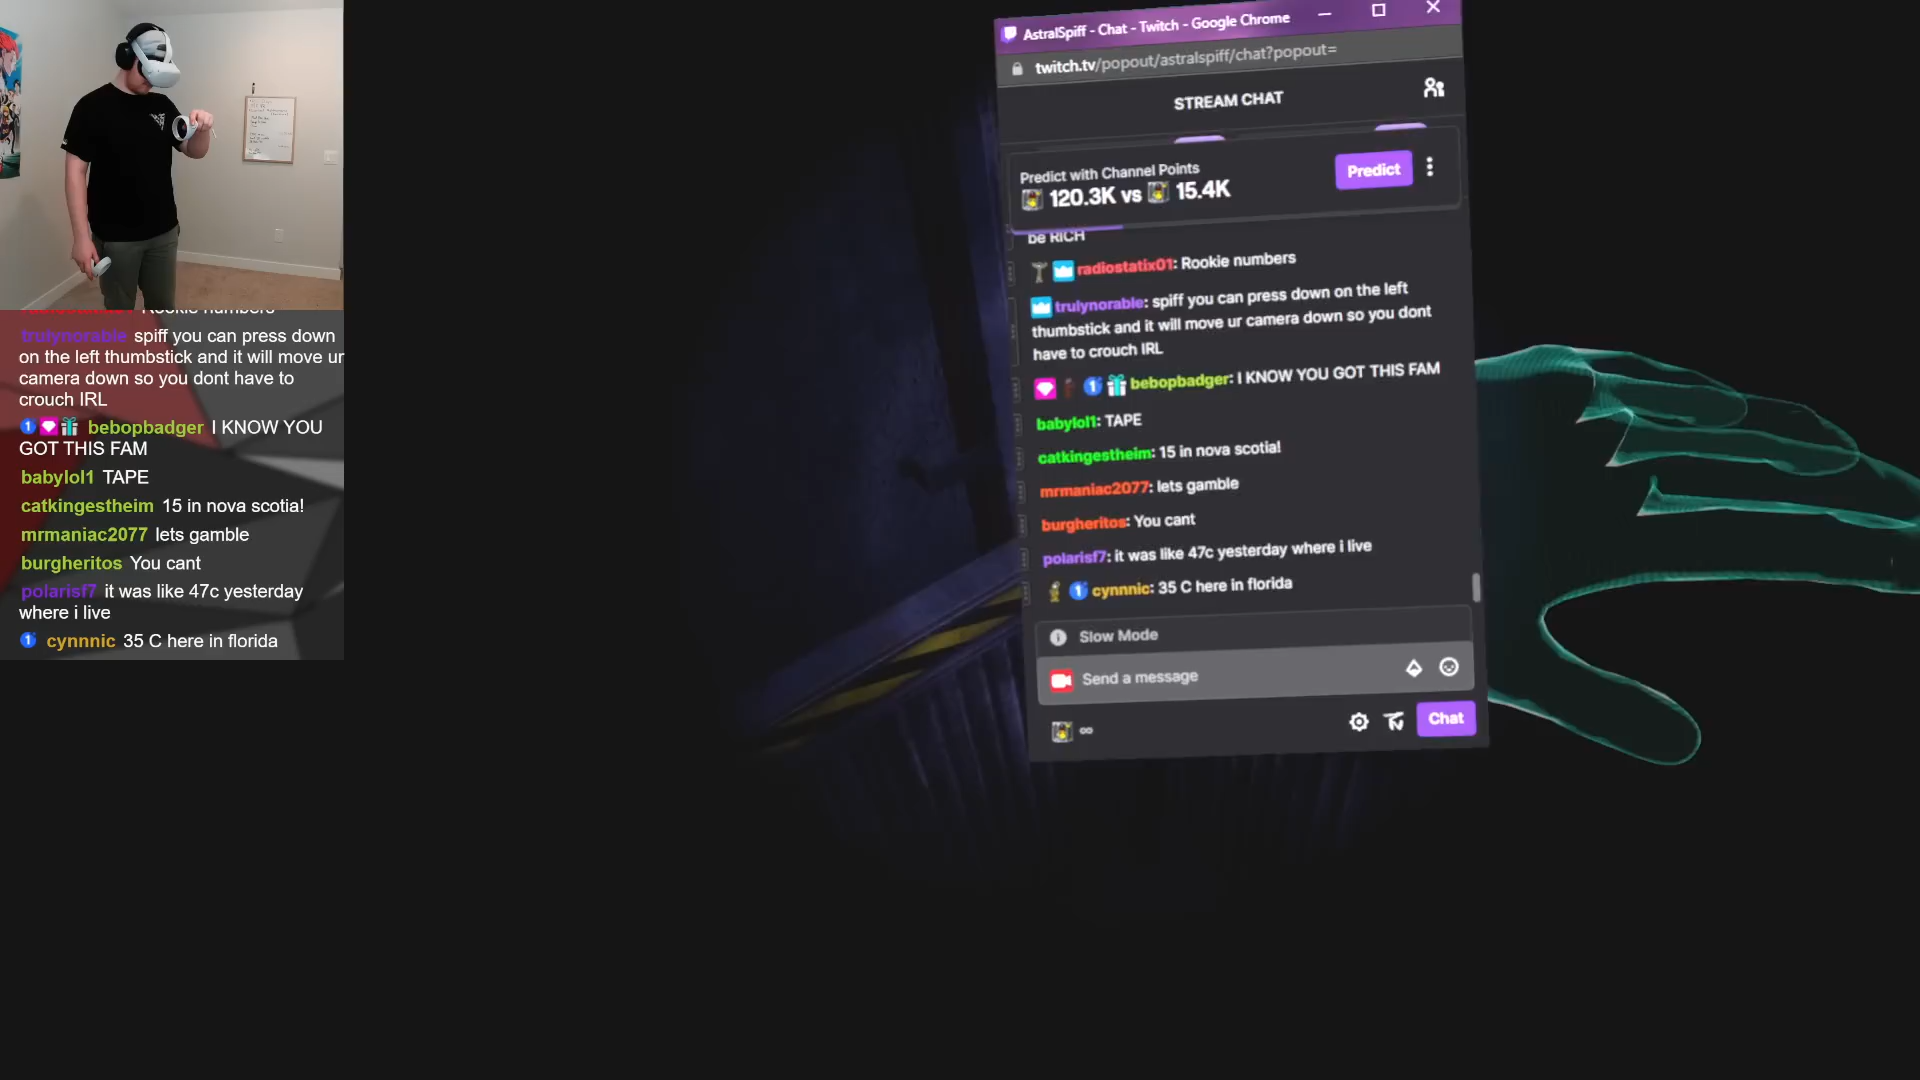 Rookie numbers
trulynorable spiff you can press down
on the left thumbstick and it will move ur
camera down so you dont have to
crouch IRL
1 bebopbadger I KNOW YOU
GOT THIS FAM
babylol1 TAPE
catkingestheim 15 in nova scotia!
mrmaniac2077 lets gamble
burgheritos You cant
polarisf7 it was like 47c yesterday
where i live
1 cynnnic 35 C here in florida
AstralSpiff - Chat - Twitch - Google Chrome
twitch.tv/popout/astralspiff/chat?popout=
STREAM CHAT
Predict with Channel Points
120.3K vs 15.4K
Predict
be RICH
radiostatix01: Rookie numbers
trulynorable: spiff you can press down on the left
thumbstick and it will move ur camera down so you dont
have to crouch IRL
1 bebopbadger: I KNOW YOU GOT THIS FAM
babylol1: TAPE
catkingestheim: 15 in nova scotia!
mrmaniac2077: lets gamble
burgheritos: You cant
polarisf7: it was like 47c yesterday where i live
1 cynnnic: 35 C here in florida
Slow Mode
Send a message
∞
Chat